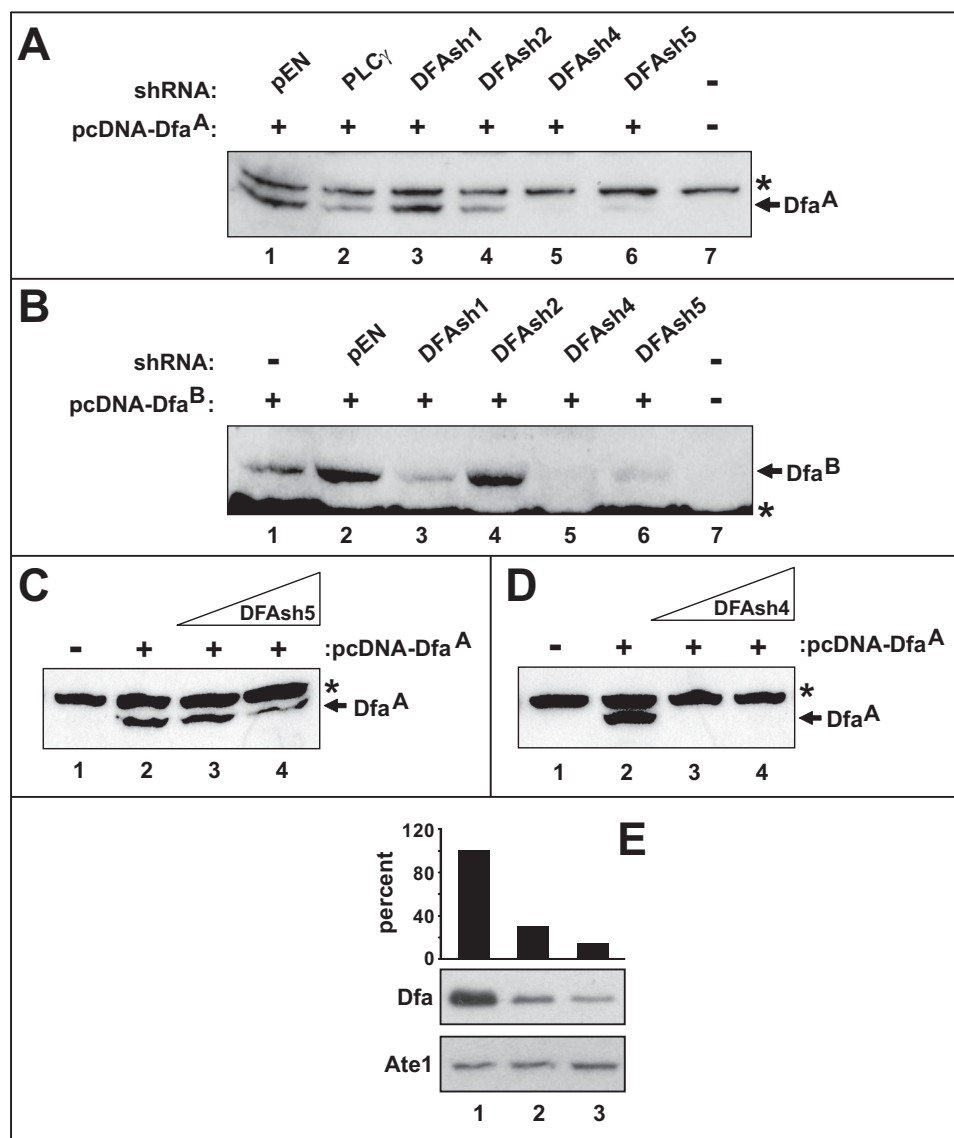 A
shRNA: pEN PLCγ DFAsh1 DFAsh2 DFAsh4 DFAsh5 -
pcDNA-Dfa^A: + + + + + + -
*
Dfa^A
1 2 3 4 5 6 7
B
shRNA: - pEN DFAsh1 DFAsh2 DFAsh4 DFAsh5 -
pcDNA-Dfa^B: + + + + + + -
Dfa^B
*
1 2 3 4 5 6 7
C
DFAsh5
- + + + :pcDNA-Dfa^A
*
Dfa^A
1 2 3 4
D
DFAsh4
- + + + :pcDNA-Dfa^A
*
Dfa^A
1 2 3 4
E
percent
120
80
40
0
Dfa
Ate1
1 2 3